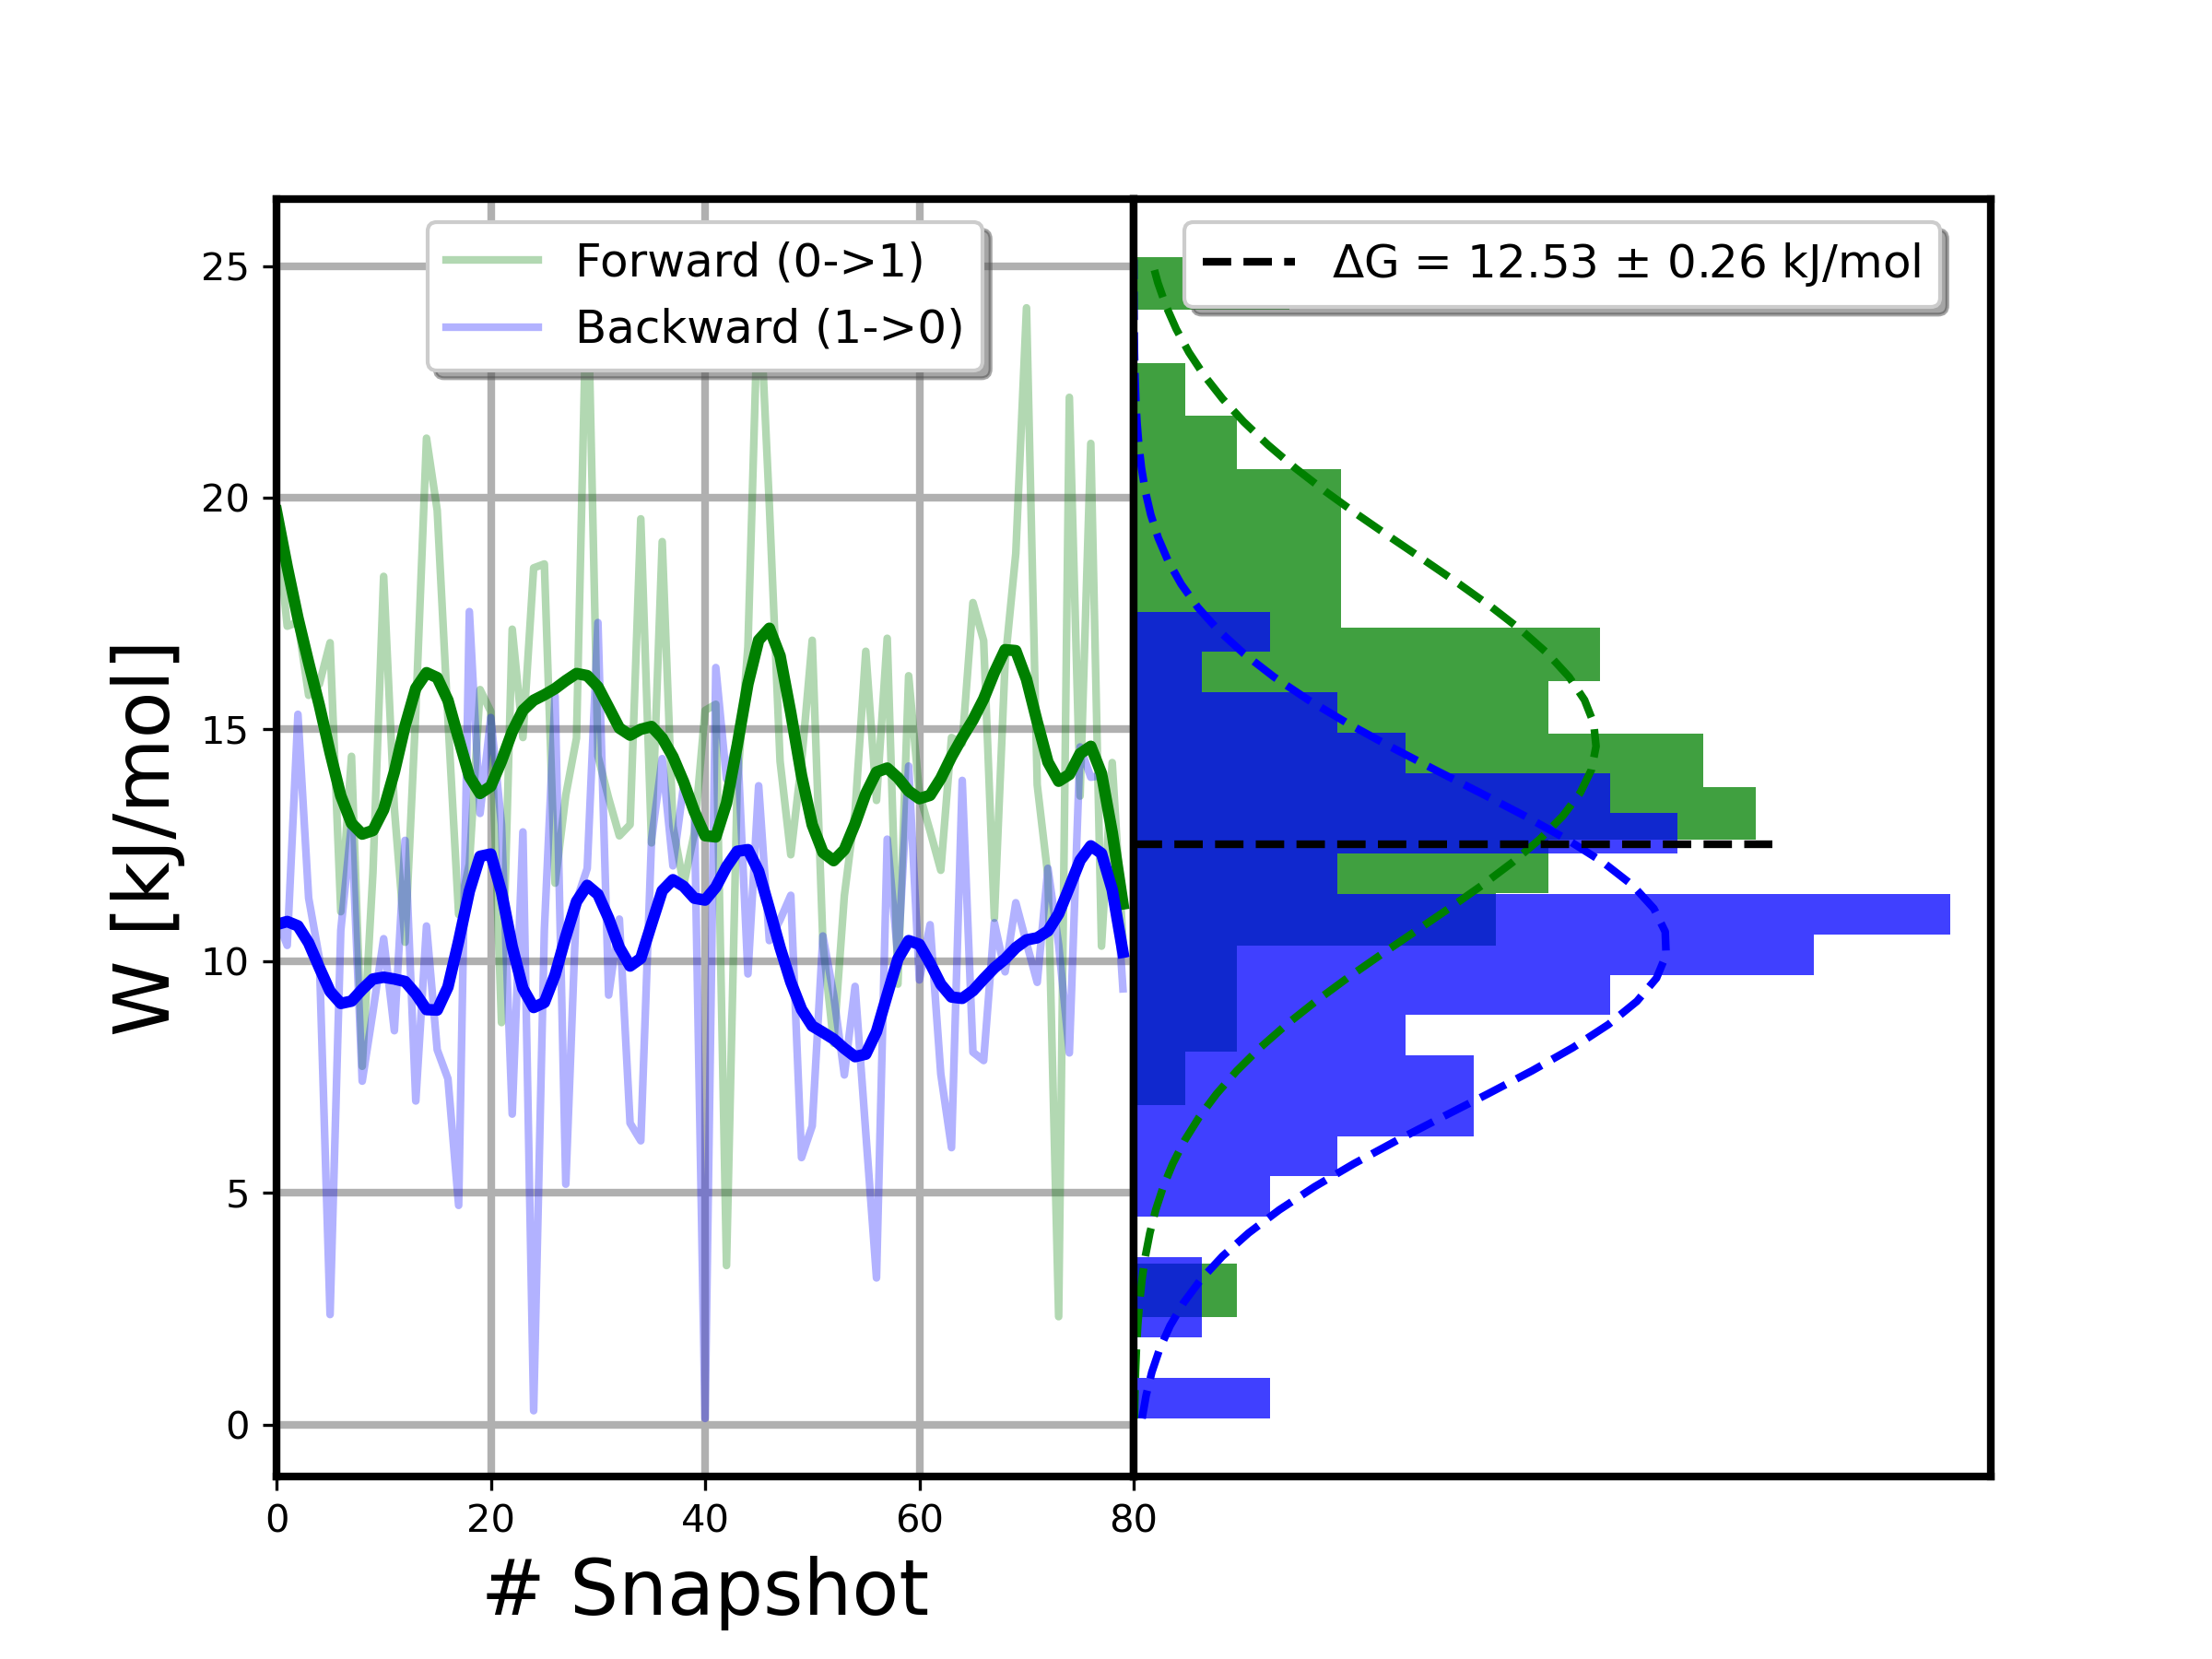 Forward (0->1)
Backward (1->0)
ΔG = 12.53 ± 0.26 kJ/mol
W [kJ/mol]
25
20
15
10
5
0
0 20 40 60 80
# Snapshot